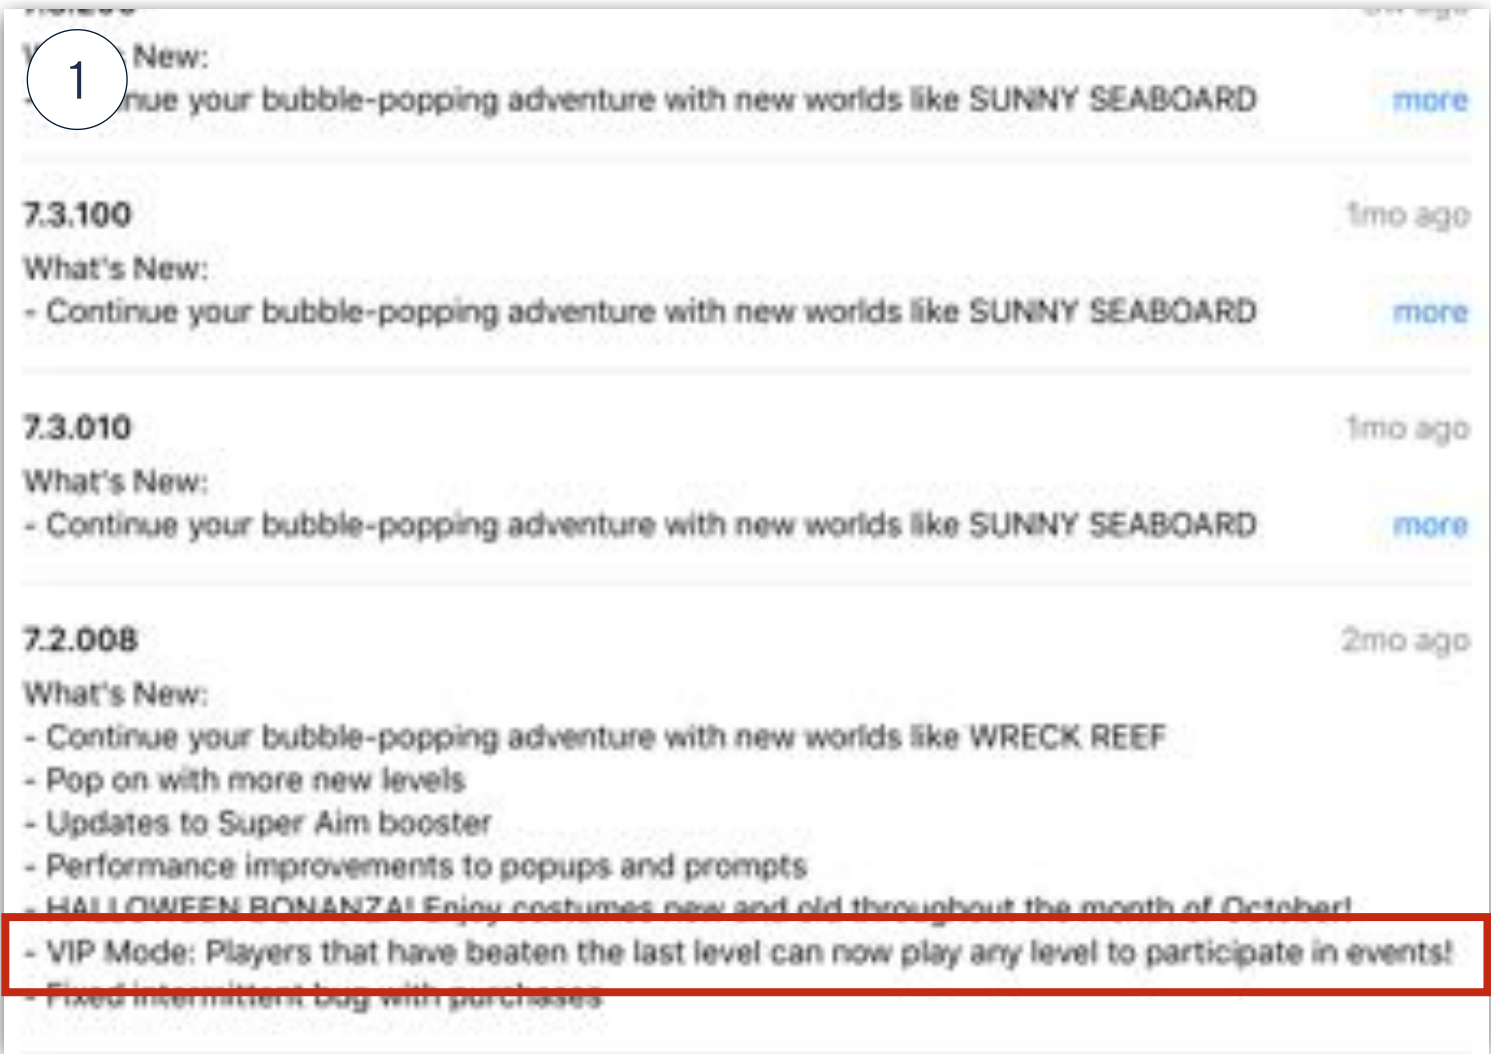 1
New:
nue your bubble-popping adventure with new worlds like SUNNY SEABOARD more
7.3.100 1mo ago
What's New:
- Continue your bubble-popping adventure with new worlds like SUNNY SEABOARD more
7.3.010 1mo ago
What's New:
- Continue your bubble-popping adventure with new worlds like SUNNY SEABOARD more
7.2.008 2mo ago
What's New:
- Continue your bubble-popping adventure with new worlds like WRECK REEF
- Pop on with more new levels
- Updates to Super Aim booster
- Performance improvements to popups and prompts
- HALLOWEEN BONANZA! Enjoy costumes new and old throughout the month of October!
- VIP Mode: Players that have beaten the last level can now play any level to participate in events!
- Fixed intermittent bug with purchases